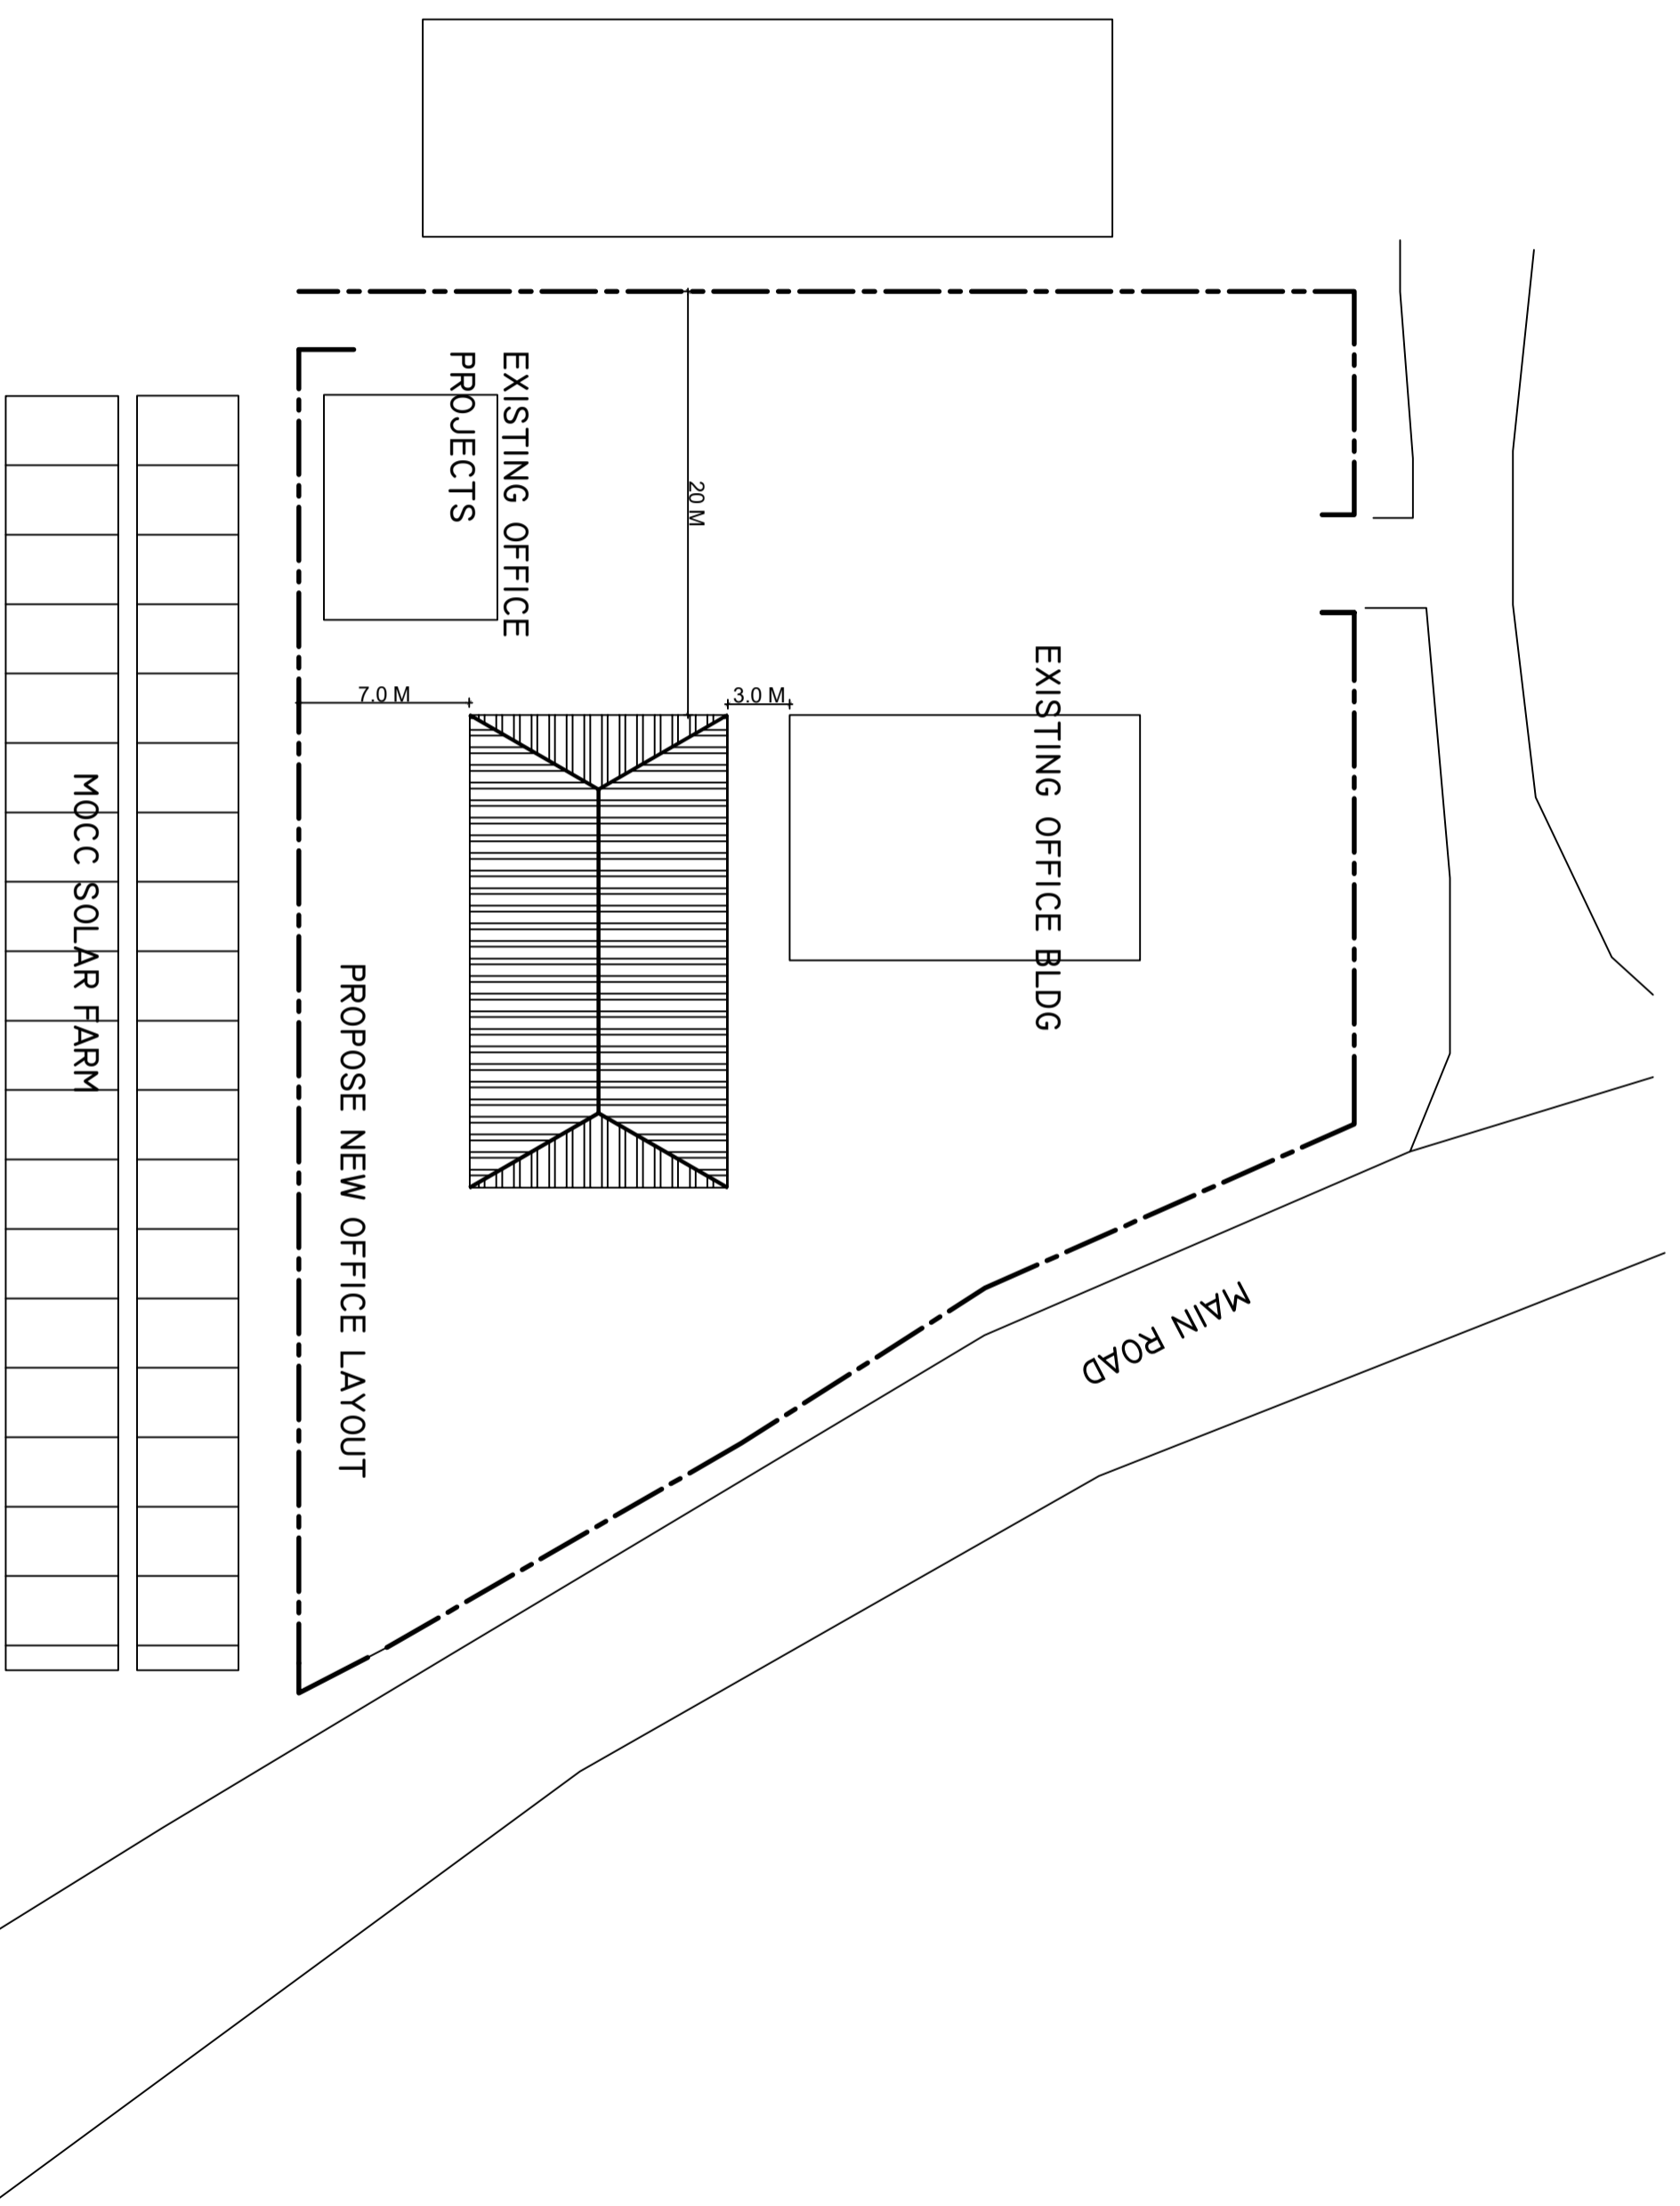 EXISTING OFFICE
PROJECTS
20 M
7.0 M
3.0 M
EXISTING OFFICE BLDG
MOCC SOLAR FARM
PROPOSE NEW OFFICE LAYOUT
MAIN ROAD